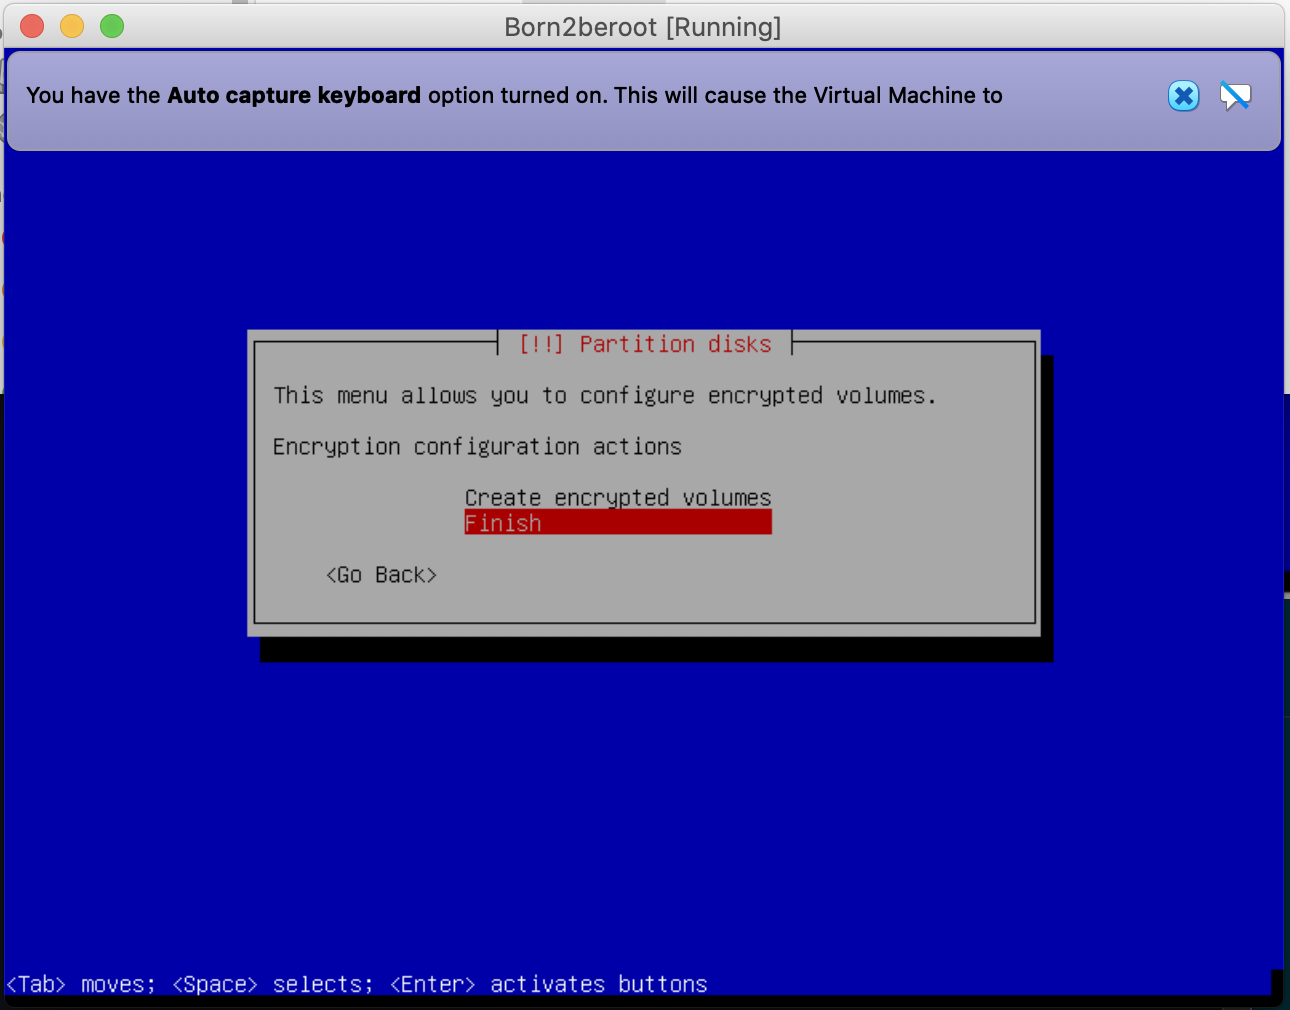 Born2beroot [Running]
You have the Auto capture keyboard option turned on. This will cause the Virtual Machine to
[!!] Partition disks
This menu allows you to configure encrypted volumes.
Encryption configuration actions
Create encrypted volumes
Finish
<Go Back>
<Tab> moves; <Space> selects; <Enter> activates buttons